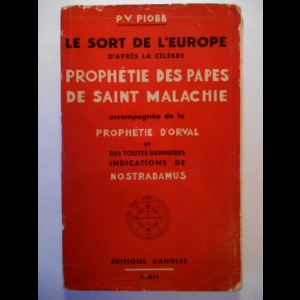 P.V. PIOBB
LE SORT DE L'EUROPE
D'APRÈS LA CÉLÈBRE
PROPHÉTIE DES PAPES
DE SAINT MALACHIE
accompagnée de la
PROPHÉTIE D'ORVAL
et
DES TOUTES DERNIÈRES
INDICATIONS DE
NOSTRADAMUS
ÉDITIONS DANGLES
PARIS